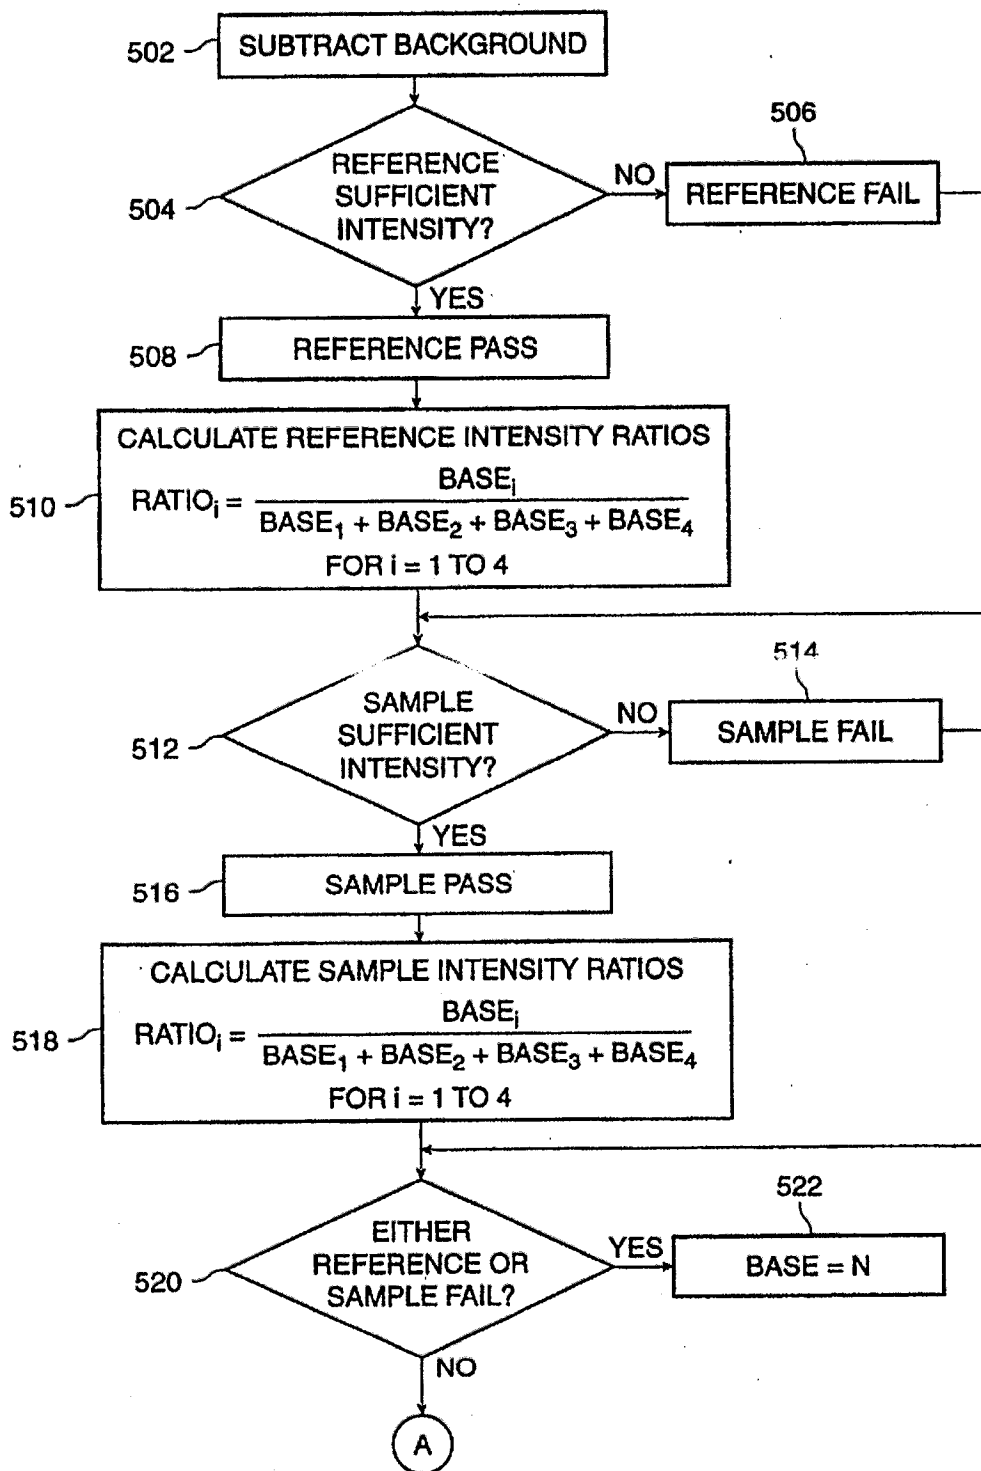 502
SUBTRACT BACKGROUND
504
REFERENCE
SUFFICIENT
INTENSITY?
NO
506
REFERENCE FAIL
YES
508
REFERENCE PASS
510
CALCULATE REFERENCE INTENSITY RATIOS
RATIOi = BASEi / BASE1 + BASE2 + BASE3 + BASE4
FOR i = 1 TO 4
512
SAMPLE
SUFFICIENT
INTENSITY?
NO
514
SAMPLE FAIL
YES
516
SAMPLE PASS
518
CALCULATE SAMPLE INTENSITY RATIOS
RATIOi = BASEi / BASE1 + BASE2 + BASE3 + BASE4
FOR i = 1 TO 4
520
EITHER
REFERENCE OR
SAMPLE FAIL?
YES
522
BASE = N
NO
A